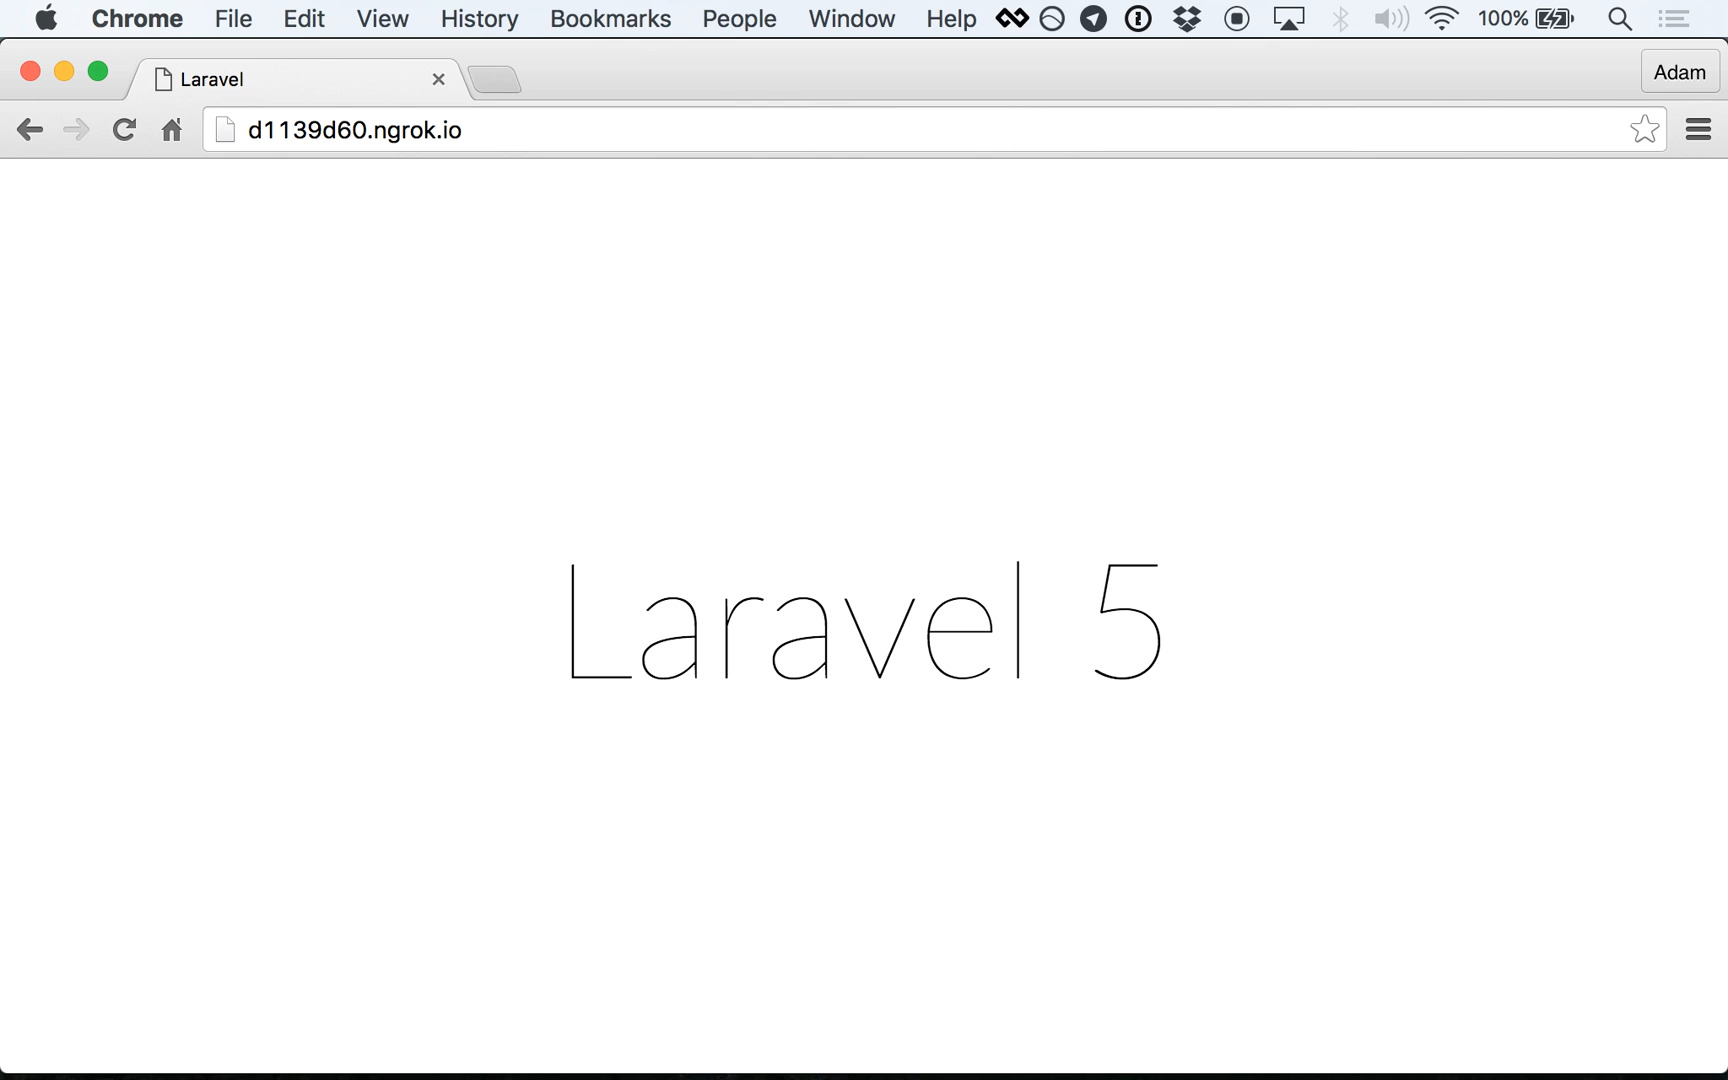 Chrome File Edit View History Bookmarks People Window Help 100%
Laravel Adam
d1139d60.ngrok.io
Laravel 5